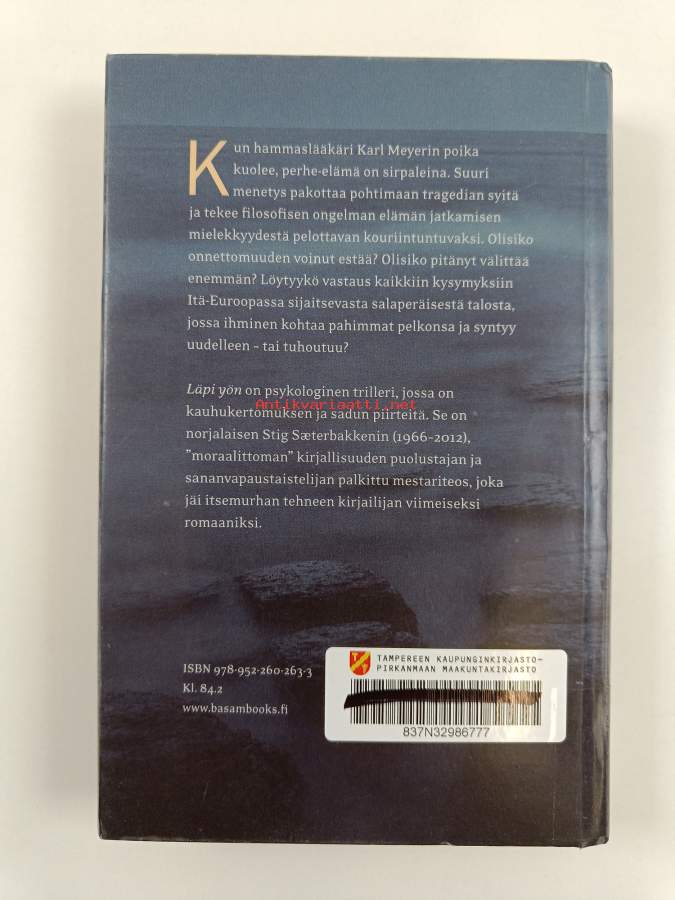 Kun hammaslääkäri Karl Meyerin poika
kuolee, perhe-elämä on sirpaleina. Suuri
menetys pakottaa pohtimaan tragedian syitä
ja tekee filosofisen ongelman elämän jatkamisen
mielekkyydestä pelottavan kouriintuntuvaksi. Olisiko
onnettomuuden voinut estää? Olisiko pitänyt välittää
enemmän? Löytyykö vastaus kaikkiin kysymyksiin
Itä-Euroopassa sijaitsevasta salaperäisestä talosta,
jossa ihminen kohtaa pahimmat pelkonsa ja syntyy
uudelleen – tai tuhoutuu?
Läpi yön on psykologinen trilleri, jossa on
Antikvariaatti.net
kauhukertomuksen ja sadun piirteitä. Se on
norjalaisen Stig Sæterbakkenin (1966–2012),
”moraalittoman” kirjallisuuden puolustajan ja
sananvapaustaistelijan palkittu mestariteos, joka
jäi itsemurhan tehneen kirjailijan viimeiseksi
romaaniksi.
ISBN 978-952-260-263-3
Kl. 84.2
www.basambooks.fi
TAMPEREEN KAUPUNGINKIRJASTO-
PIRKANMAAN MAAKUNTAKIRJASTO
837N32986777